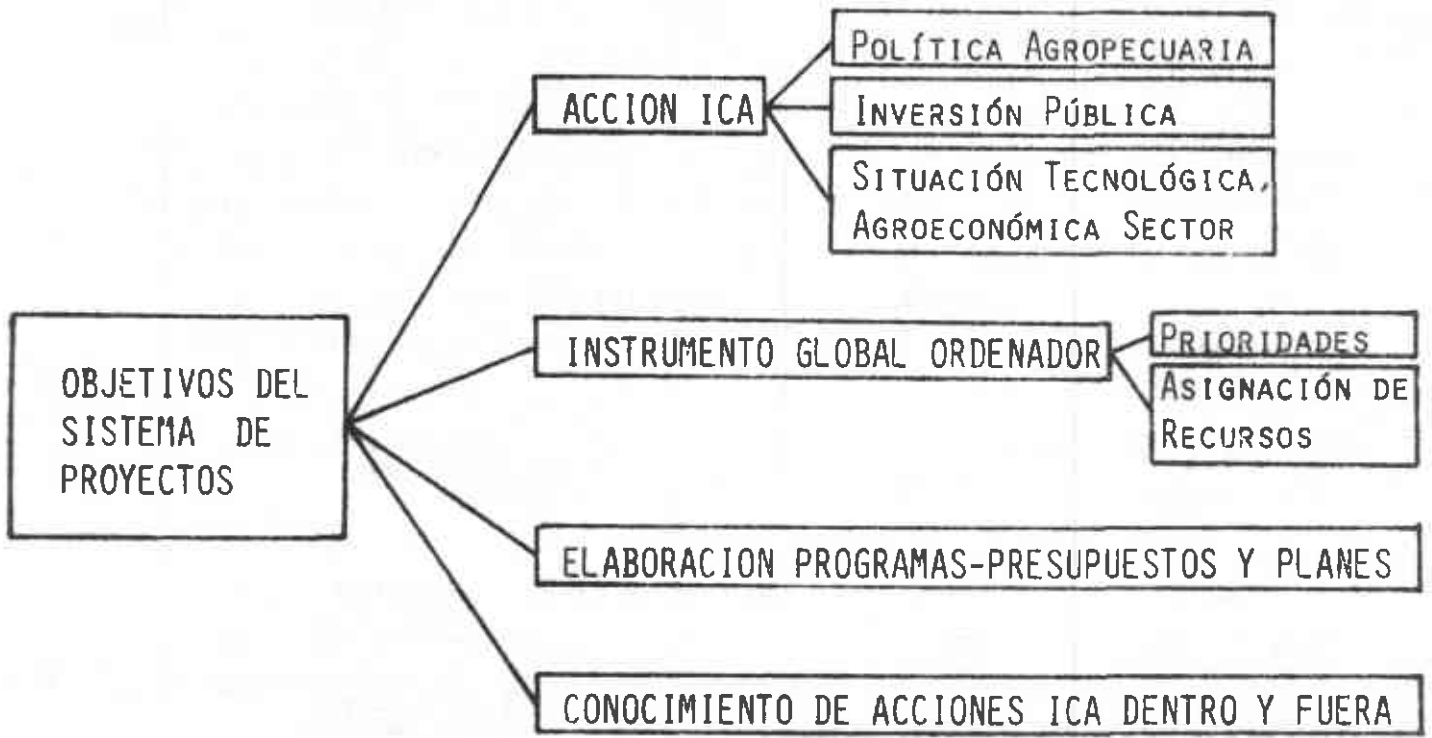 OBJETIVOS DEL
SISTEMA DE
PROYECTOS
ACCION ICA
POLÍTICA AGROPECUARIA
INVERSIÓN PÚBLICA
SITUACIÓN TECNOLÓGICA,
AGROECONÓMICA SECTOR
INSTRUMENTO GLOBAL ORDENADOR
PRIORIDADES
ASIGNACIÓN DE
RECURSOS
ELABORACION PROGRAMAS-PRESUPUESTOS Y PLANES
CONOCIMIENTO DE ACCIONES ICA DENTRO Y FUERA